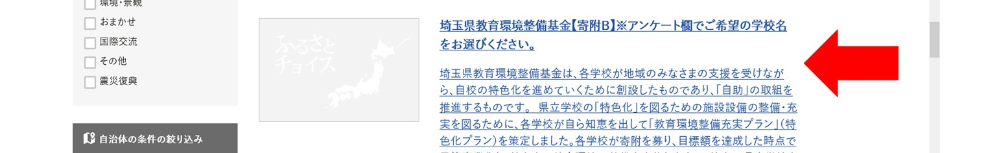 環境・景観
おまかせ
国際交流
その他
震災復興
自治体の条件の絞り込み
ふるさと
チョイス
埼玉県教育環境整備基金【寄附B】※アンケート欄でご希望の学校名
をお選びください。
埼玉県教育環境整備基金は、各学校が地域のみなさまの支援を受けなが
ら、自校の特色化を進めていくために創設したものであり、「自助」の取組を
推進するものです。 県立学校の「特色化」を図るための施設設備の整備・充
実を図るために、各学校が自ら知恵を出して「教育環境整備充実プラン」(特
色化プラン)を策定しました。各学校が寄附を募り、目標額を達成した時点で